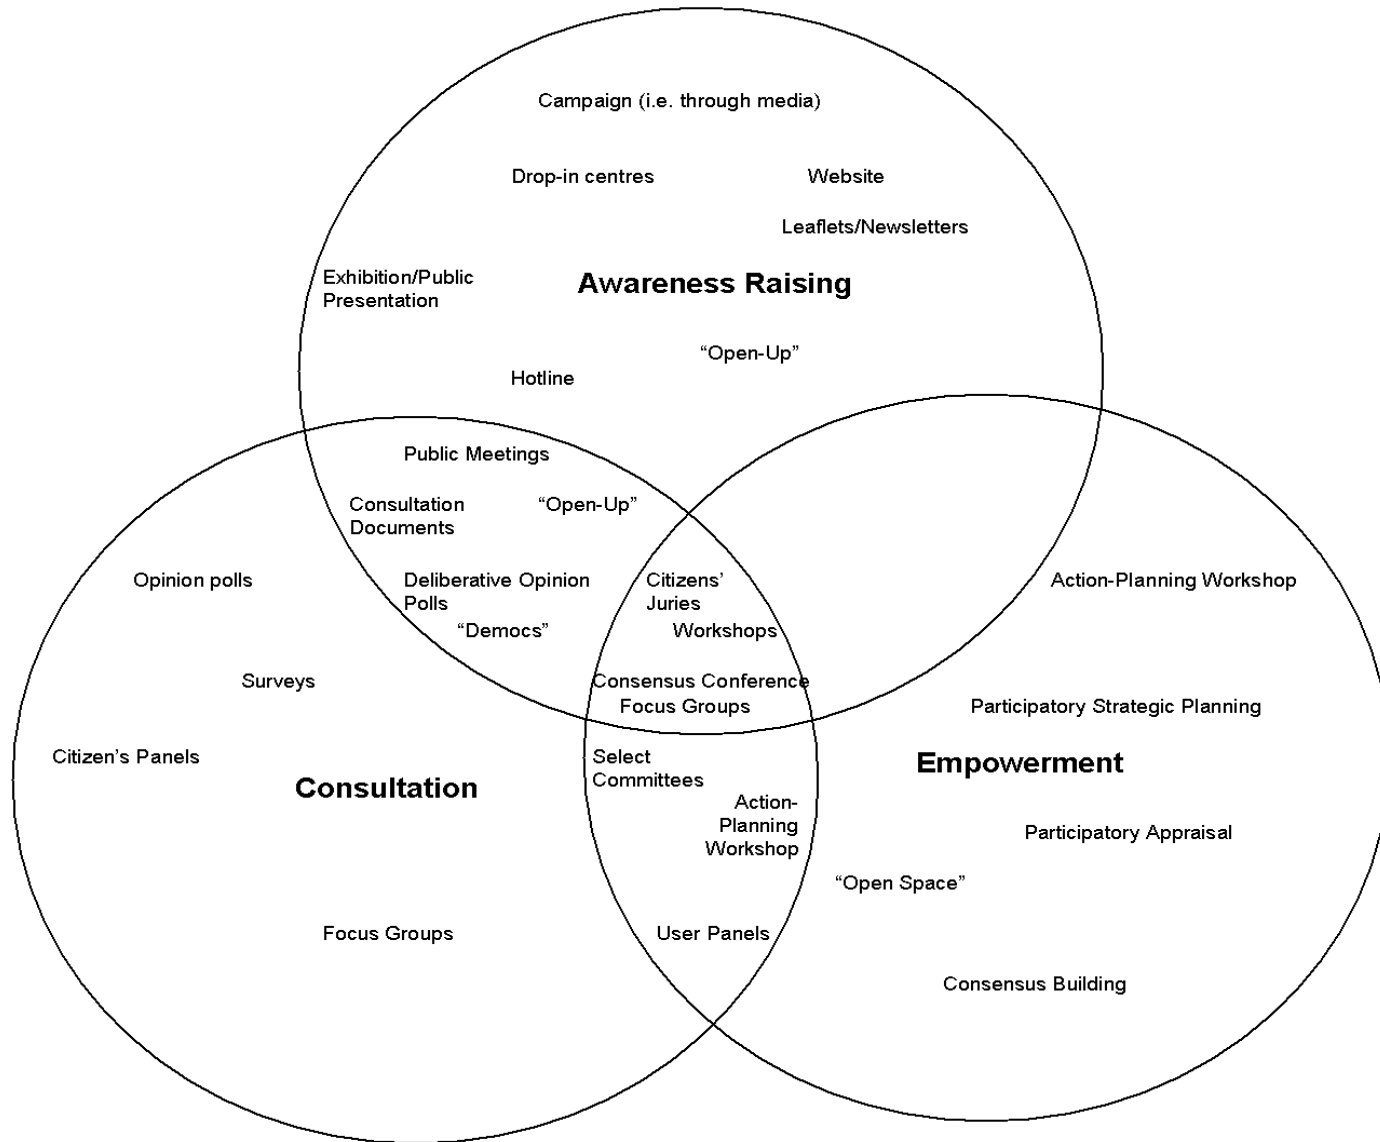 Campaign (i.e. through media)
Drop-in centres
Website
Leaflets/Newsletters
Exhibition/Public
Presentation
Awareness Raising
“Open-Up”
Hotline
Public Meetings
Consultation
Documents
“Open-Up”
Opinion polls
Deliberative Opinion
Polls
“Democs”
Citizens’
Juries
Workshops
Action-Planning Workshop
Surveys
Consensus Conference
Focus Groups
Participatory Strategic Planning
Citizen’s Panels
Select
Committees
Empowerment
Consultation
Action-
Planning
Workshop
Participatory Appraisal
“Open Space”
Focus Groups
User Panels
Consensus Building